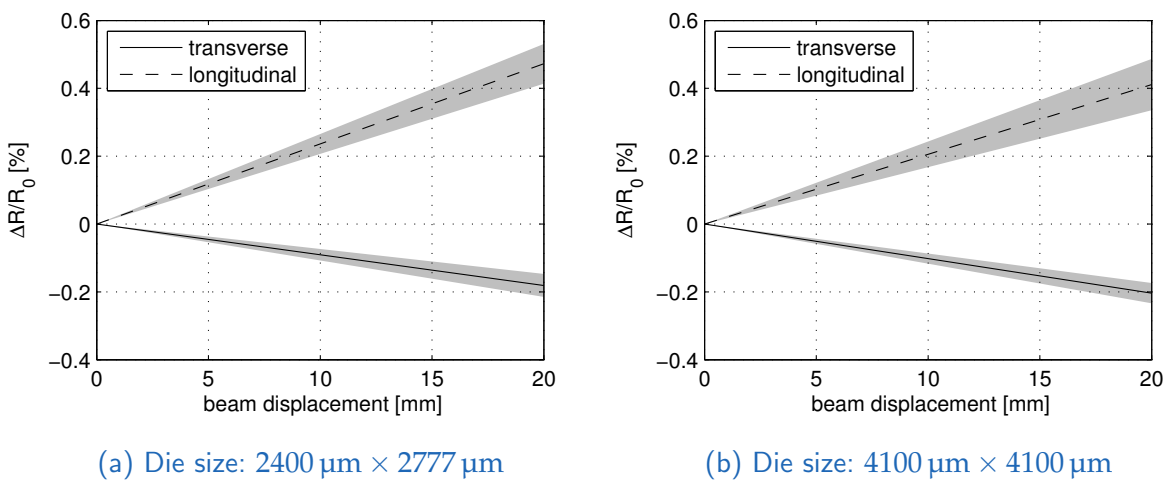 0.6
0.4
0.2
0
−0.2
−0.4
ΔR/R₀ [%]
transverse
longitudinal
0 5 10 15 20
beam displacement [mm]
(a) Die size: 2400 µm × 2777 µm
0.6
0.4
0.2
0
−0.2
−0.4
ΔR/R₀ [%]
transverse
longitudinal
0 5 10 15 20
beam displacement [mm]
(b) Die size: 4100 µm × 4100 µm